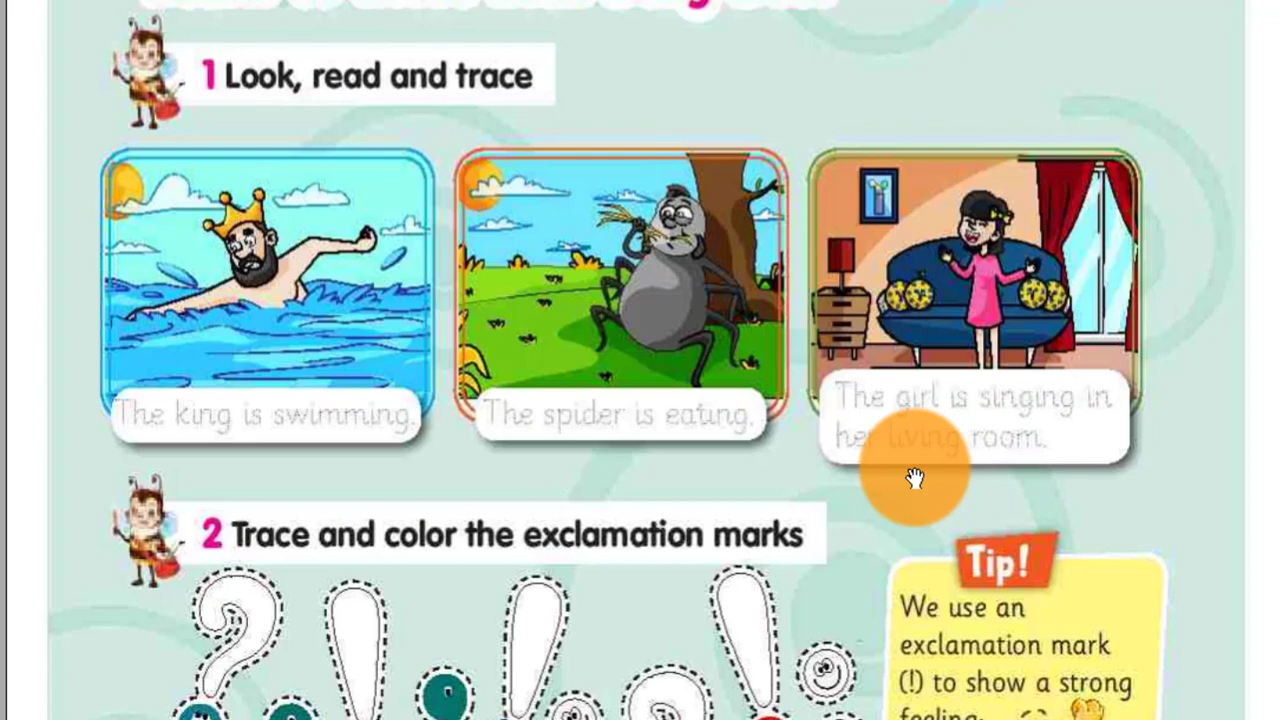 1 Look, read and trace
The king is swimming.
The spider is eating.
The girl is singing in
her living room.
2 Trace and color the exclamation marks
Tip!
We use an
exclamation mark
(!) to show a strong
feeling.